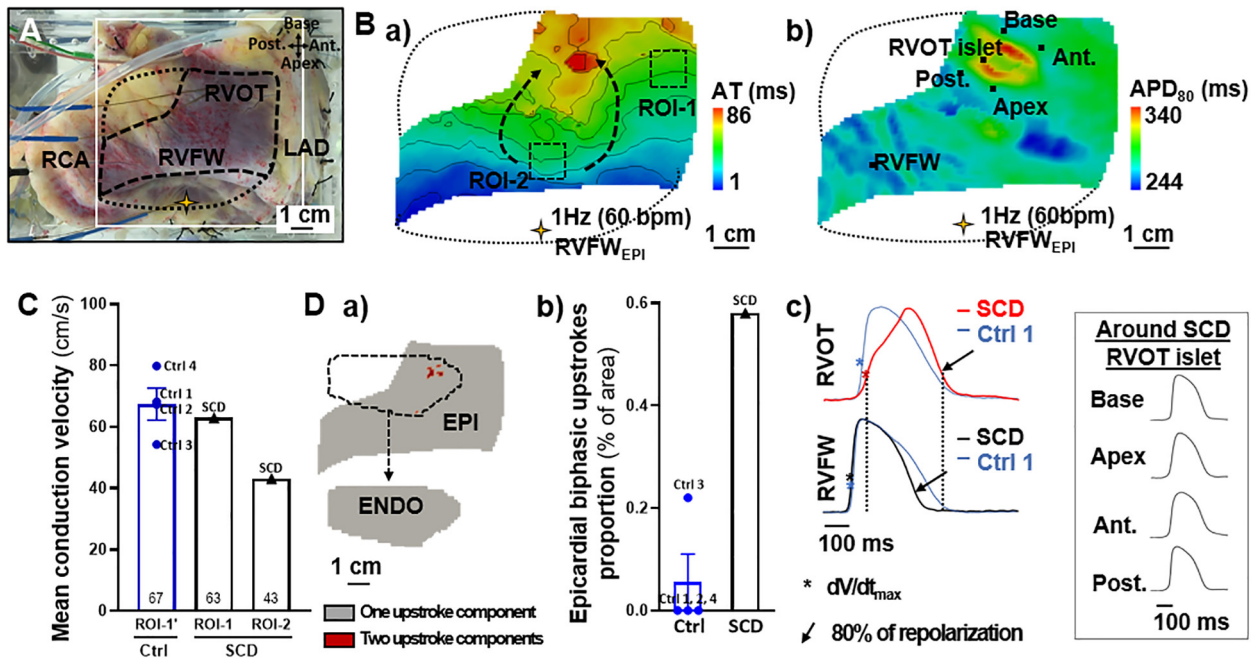 A
Base
Post.
Ant.
Apex
RVOT
RVFW
RCA
LAD
1 cm
B
a)
ROI-1
ROI-2
AT (ms)
86
1
1Hz (60 bpm)
RVFWEPI
1 cm
b)
Base
RVOT islet
Ant.
Post.
Apex
RVFW
APD80 (ms)
340
244
1Hz (60bpm)
RVFWEPI
1 cm
C
Mean conduction velocity (cm/s)
100
80
60
40
20
0
Ctrl 4
Ctrl 1
Ctrl 2
Ctrl 3
SCD
SCD
67
63
43
ROI-1'
ROI-1
ROI-2
Ctrl
SCD
D
a)
EPI
ENDO
1 cm
One upstroke component
Two upstroke components
b)
Epicardial biphasic upstrokes
proportion (% of area)
0.6
0.4
0.2
0.0
SCD
Ctrl 3
Ctrl 1, 2, 4
Ctrl
SCD
c)
RVOT
SCD
Ctrl 1
RVFW
SCD
Ctrl 1
100 ms
* dV/dtmax
80% of repolarization
Around SCD
RVOT islet
Base
Apex
Ant.
Post.
100 ms